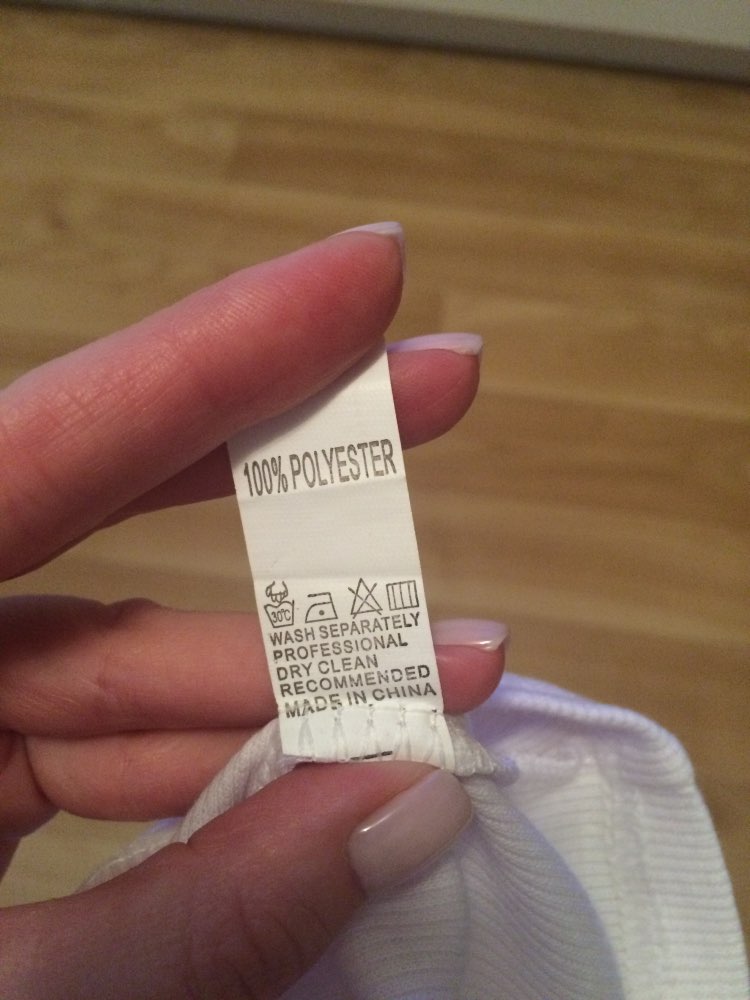 100% POLYESTER
30°C
WASH SEPARATELY
PROFESSIONAL
DRY CLEAN
RECOMMENDED
MADE IN CHINA